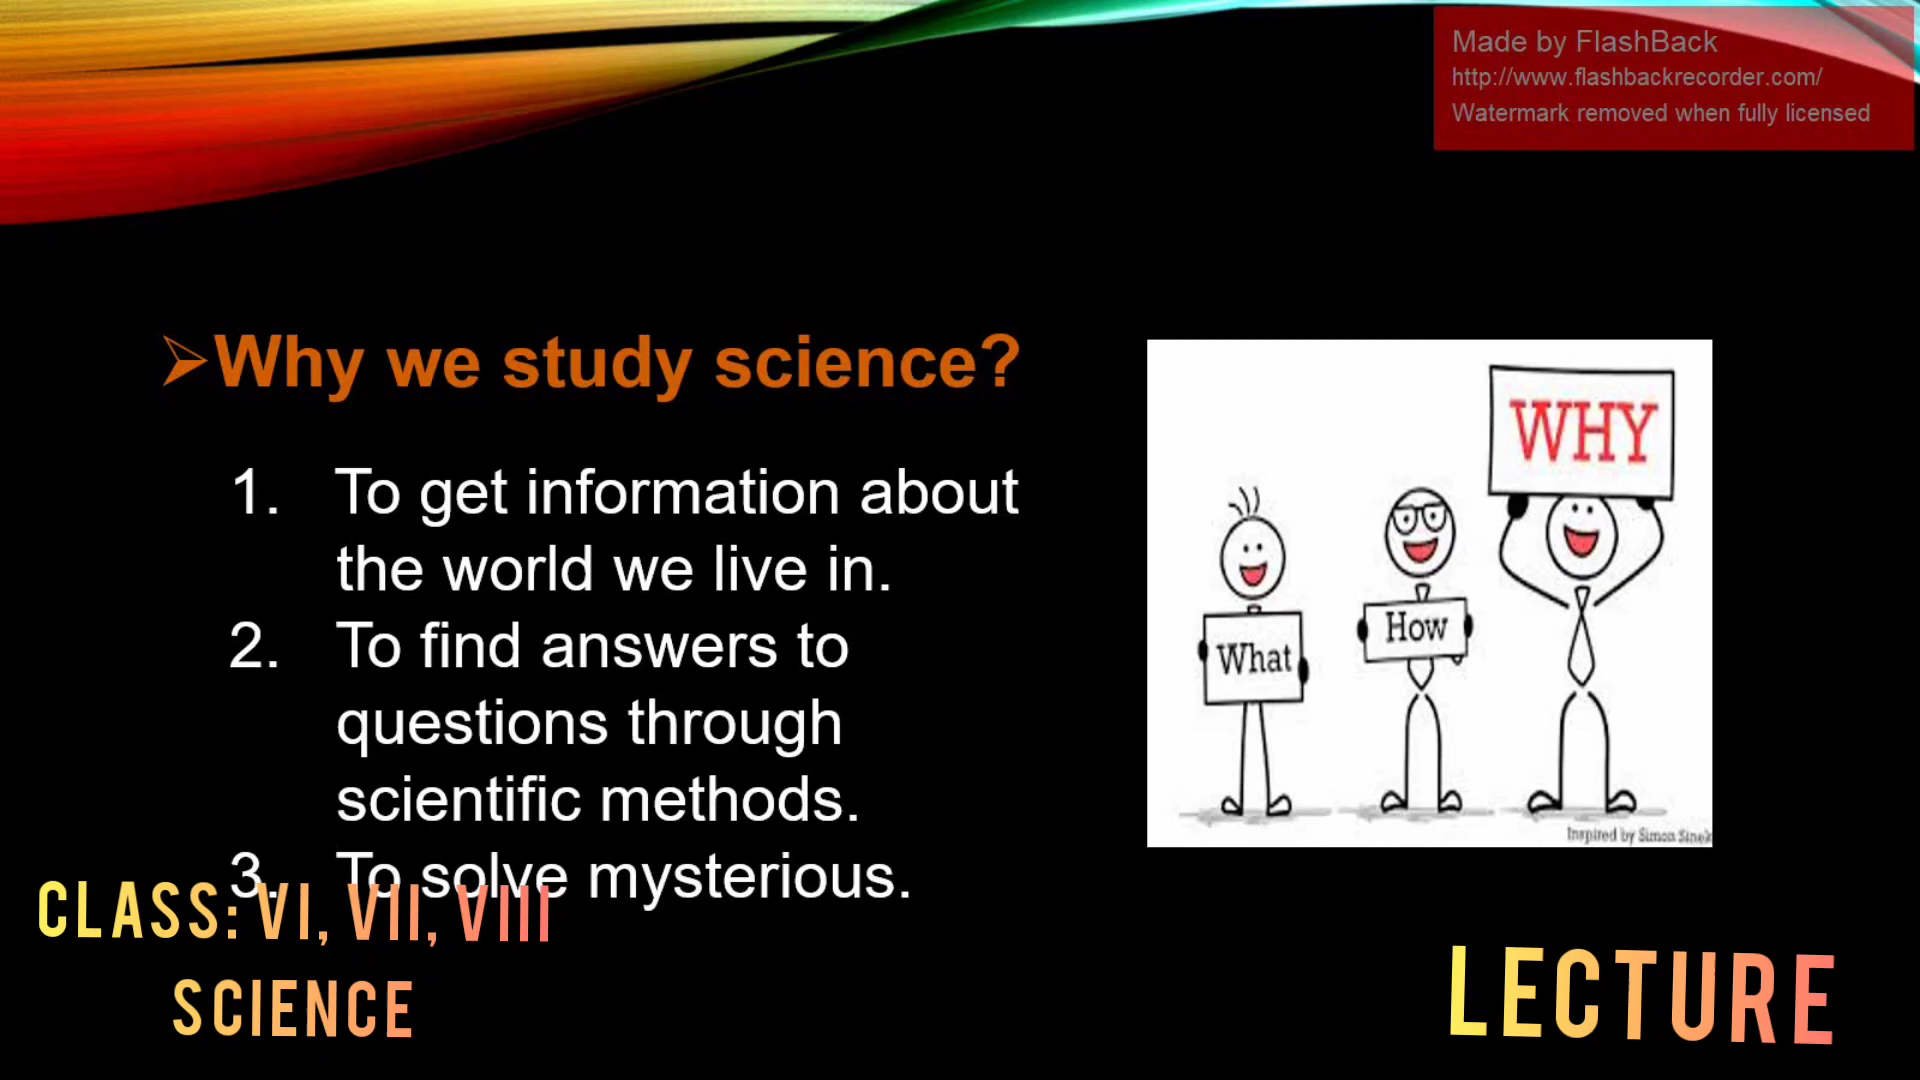 Made by FlashBack
http://www.flashbackrecorder.com/
Watermark removed when fully licensed
➢Why we study science?
1. To get information about
the world we live in.
2. To find answers to
questions through
scientific methods.
3. To solve mysterious.
WHY
How
What
Inspired by Simon Sinek
CLASS: VI, VII, VIII
SCIENCE
LECTURE